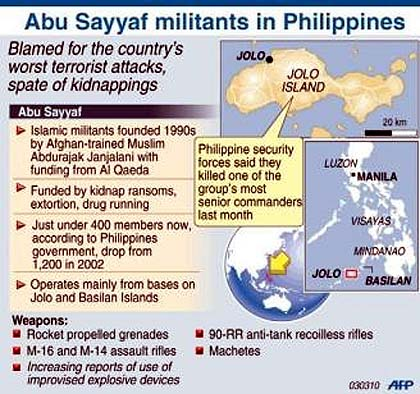 Abu Sayyaf militants in Philippines
Blamed for the country's
worst terrorist attacks,
spate of kidnappings
Abu Sayyaf
Islamic militants founded 1990s
by Afghan-trained Muslim
Abdurajak Janjalani with
funding from Al Qaeda
Funded by kidnap ransoms,
extortion, drug running
Just under 400 members now,
according to Philippines
government, drop from
1,200 in 2002
Operates mainly from bases on
Jolo and Basilan Islands
JOLO
JOLO
ISLAND
20 km
Philippine security
forces said they
killed one of the
group's most
senior commanders
last month
LUZON
MANILA
VISAYAS
MINDANAO
JOLO
BASILAN
Weapons:
Rocket propelled grenades
M-16 and M-14 assault rifles
Increasing reports of use of
improvised explosive devices
90-RR anti-tank recoilless rifles
Machetes
030310 AFP